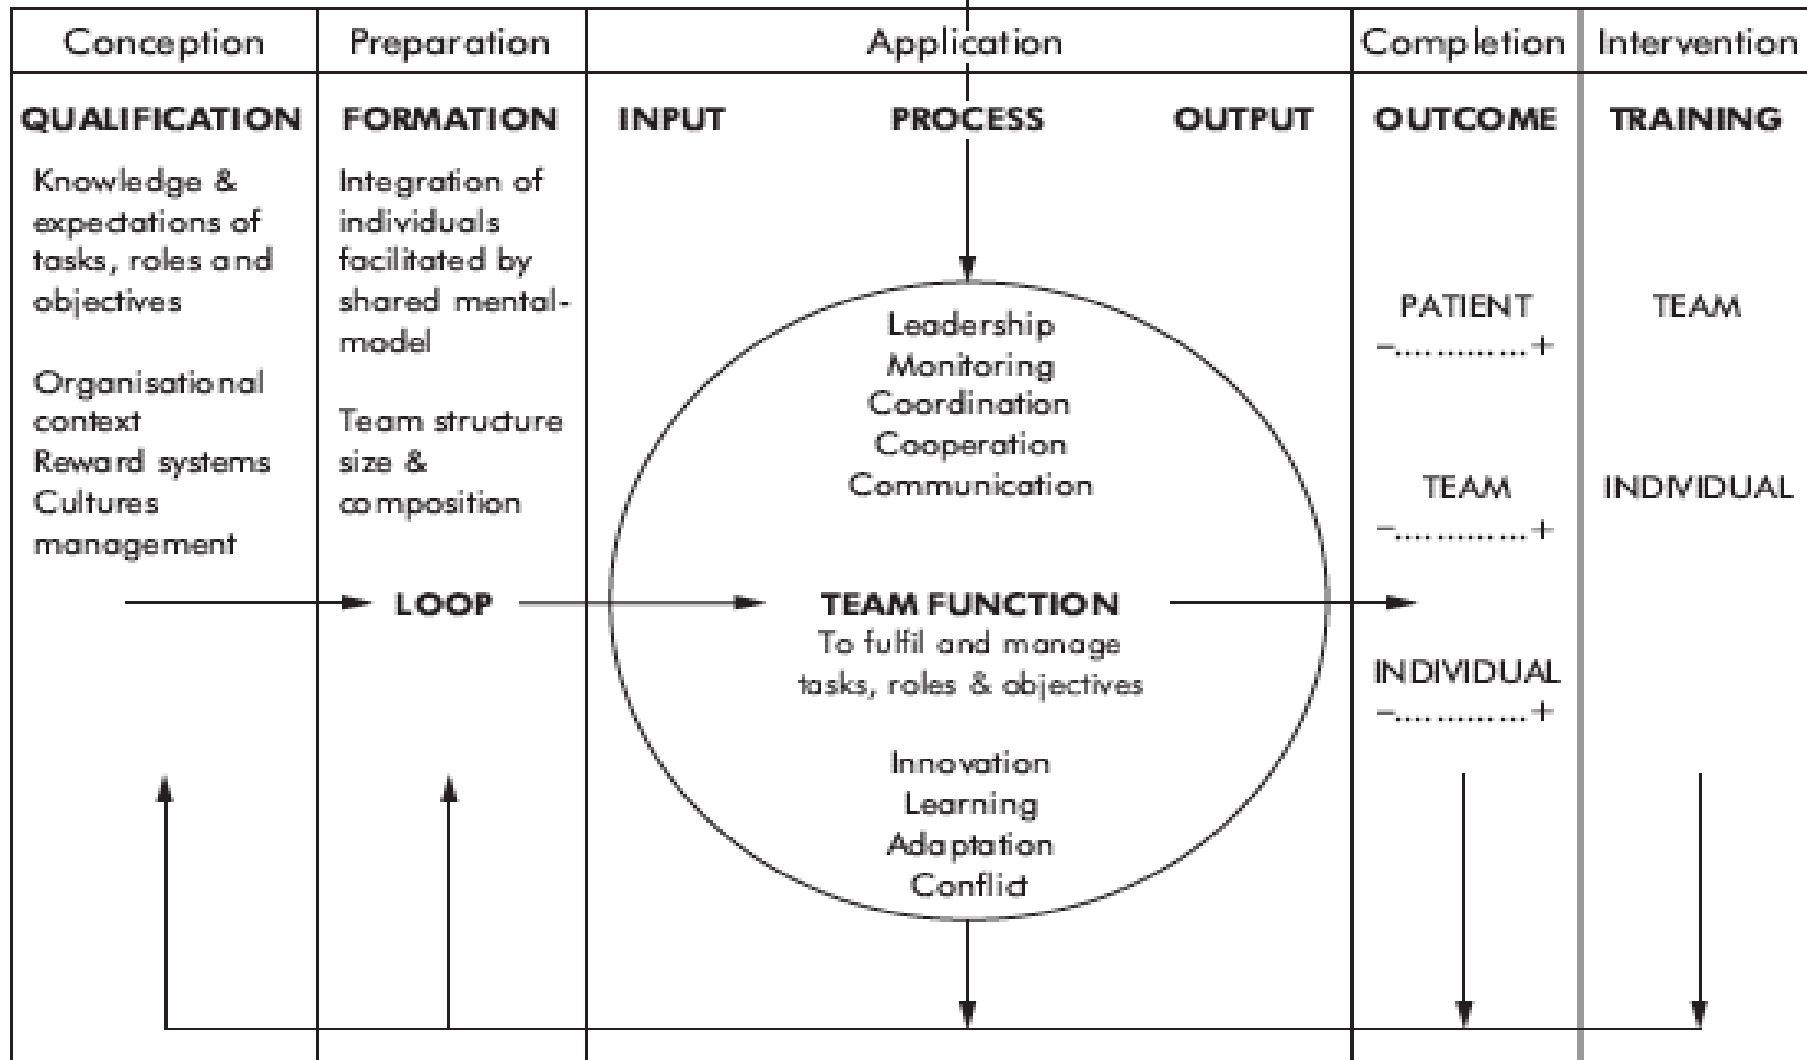 Conception Preparation Application Completion Intervention
QUALIFICATION FORMATION INPUT PROCESS OUTPUT OUTCOME TRAINING
Knowledge &
expectations of
tasks, roles and
objectives
Organisational
context
Reward systems
Cultures
management
Integration of
individuals
facilitated by
shared mental-
model
Team structure
size &
composition
LOOP
Leadership
Monitoring
Coordination
Cooperation
Communication
TEAM FUNCTION
To fulfil and manage
tasks, roles & objectives
Innovation
Learning
Adaptation
Conflict
PATIENT
–............+
TEAM
–............+
INDIVIDUAL
–............+
TEAM
INDIVIDUAL